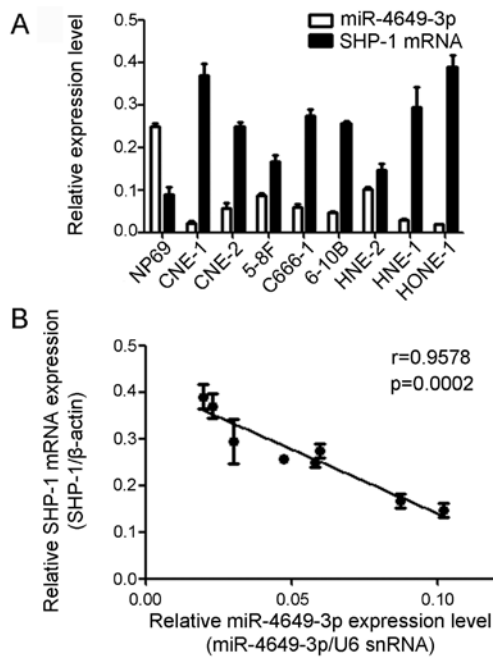 A
miR-4649-3p
SHP-1 mRNA
Relative expression level
0.5
0.4
0.3
0.2
0.1
0.0
NP69
CNE-1
CNE-2
5-8F
C666-1
6-10B
HNE-2
HNE-1
HONE-1
B
r=0.9578
p=0.0002
Relative SHP-1 mRNA expression
(SHP-1/β-actin)
0.5
0.4
0.3
0.2
0.1
0.0
0.00
0.05
0.10
Relative miR-4649-3p expression level
(miR-4649-3p/U6 snRNA)